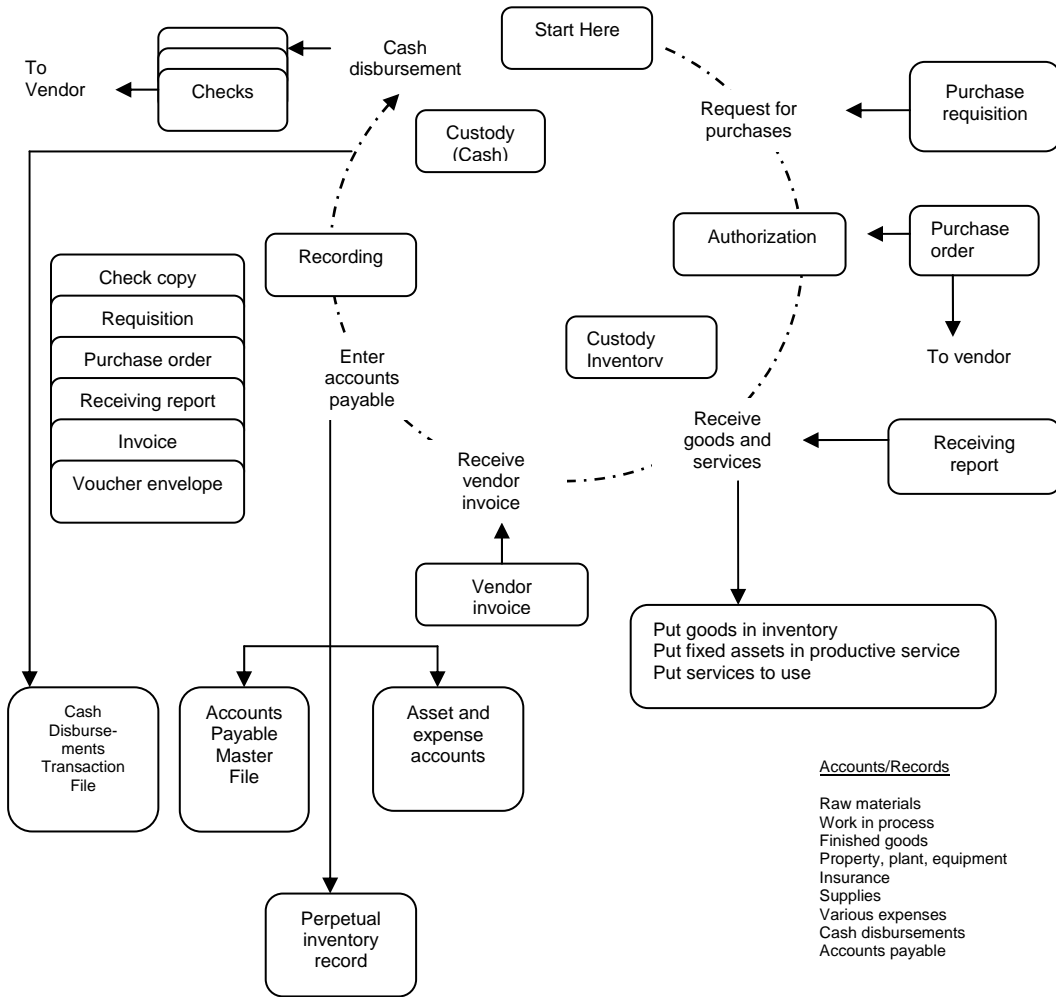 Start Here
Cash
disbursement
To
Vendor
Checks
Custody
(Cash)
Request for
purchases
Purchase
requisition
Authorization
Purchase
order
To vendor
Recording
Check copy
Requisition
Purchase order
Receiving report
Invoice
Voucher envelope
Enter
accounts
payable
Custody
Inventory
Receive
goods and
services
Receiving
report
Receive
vendor
invoice
Vendor
invoice
Put goods in inventory
Put fixed assets in productive service
Put services to use
Cash
Disburse-
ments
Transaction
File
Accounts
Payable
Master
File
Asset and
expense
accounts
Perpetual
inventory
record
Accounts/Records
Raw materials
Work in process
Finished goods
Property, plant, equipment
Insurance
Supplies
Various expenses
Cash disbursements
Accounts payable